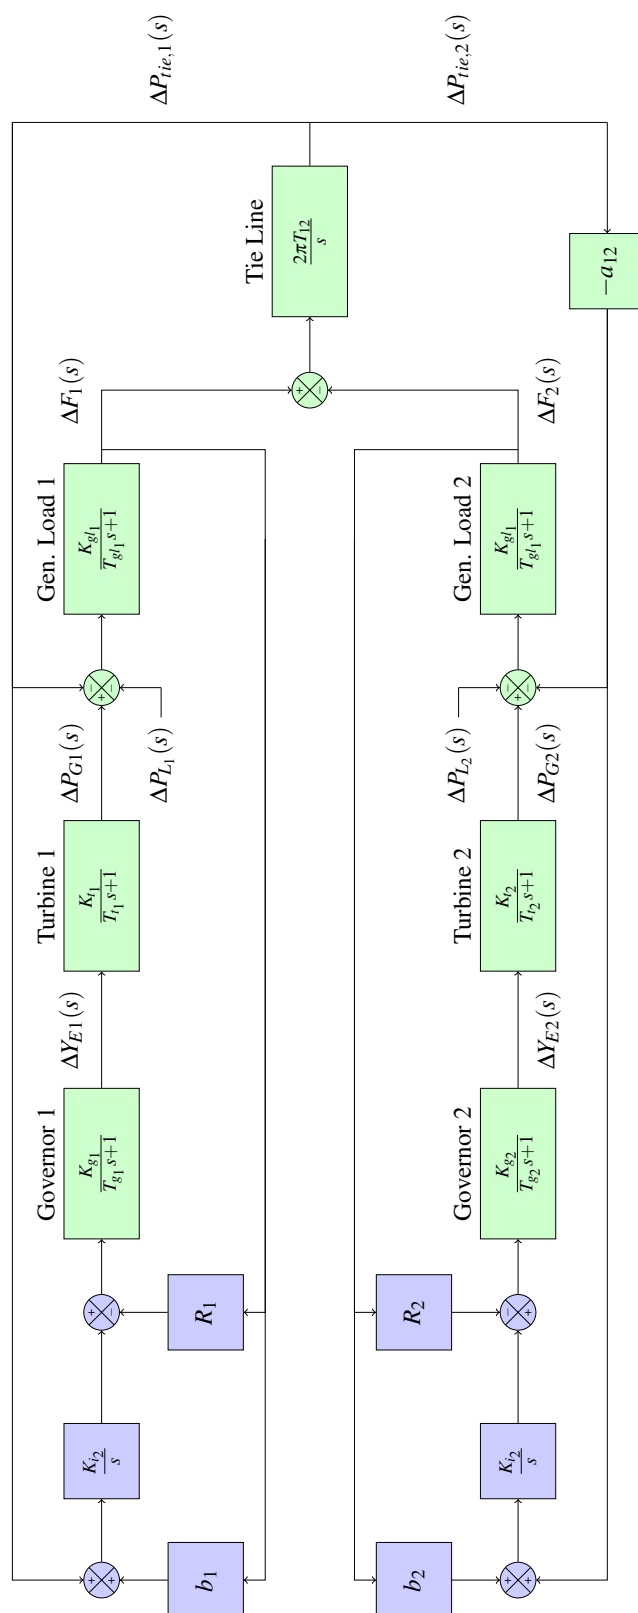 ΔP_{tie,1}(s)
Governor 1
Turbine 1
Gen. Load 1
ΔY_{E1}(s)
ΔP_{G1}(s)
ΔF_1(s)
+ +
K_{i_2}/s
+ −
K_{g_1}/(T_{g_1}s+1)
K_{t_1}/(T_{t_1}s+1)
− + −
K_{gl_1}/(T_{gl_1}s+1)
ΔP_{L_1}(s)
b_1
R_1
Tie Line
+ −
2πT_{12}/s
b_2
R_2
ΔP_{L_2}(s)
Governor 2
Turbine 2
Gen. Load 2
+ +
K_{i_2}/s
− +
K_{g_2}/(T_{g_2}s+1)
K_{t_2}/(T_{t_2}s+1)
− + −
K_{gl_1}/(T_{gl_1}s+1)
ΔY_{E2}(s)
ΔP_{G2}(s)
ΔF_2(s)
ΔP_{tie,2}(s)
−a_{12}